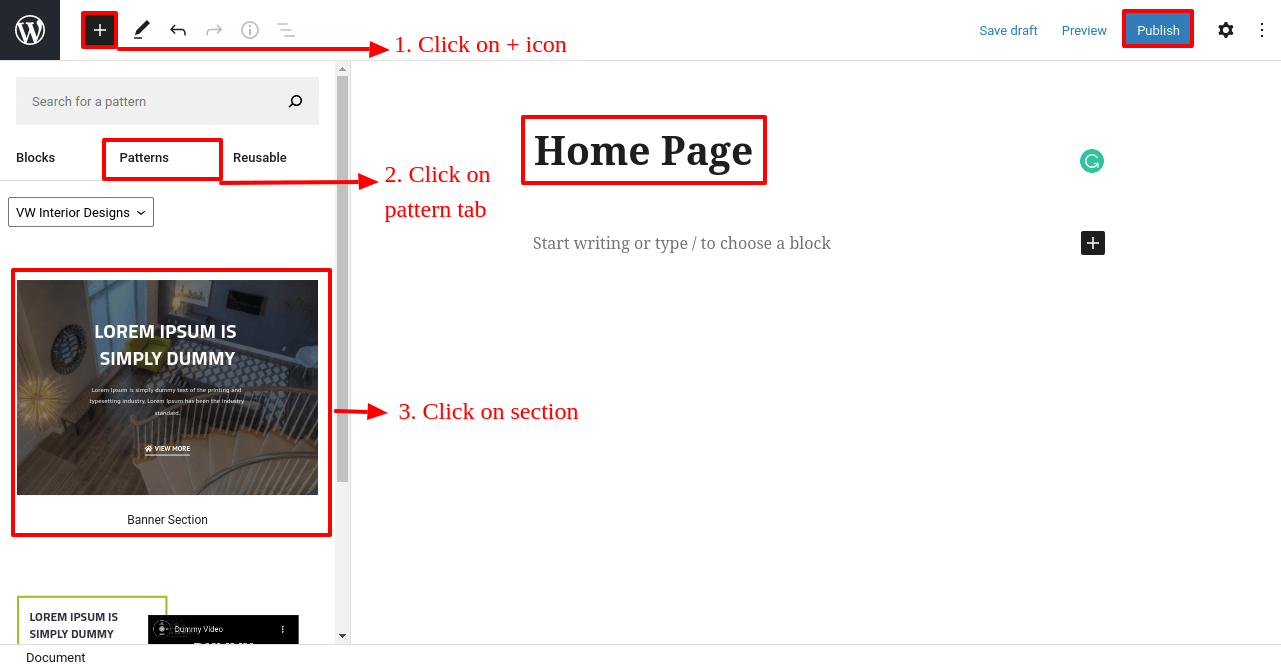 Save draft
Preview
Publish
1. Click on + icon
Search for a pattern
Blocks
Patterns
Reusable
2. Click on
pattern tab
VW Interior Designs
Home Page
Start writing or type / to choose a block
LOREM IPSUM IS
SIMPLY DUMMY
Lorem Ipsum is simply dummy text of the printing and
typesetting industry. Lorem Ipsum has been the industry
standard.
VIEW MORE
3. Click on section
Banner Section
LOREM IPSUM IS
SIMPLY DUMMY
Dummy Video
Document